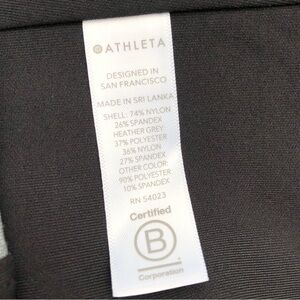 ATHLETA
DESIGNED IN
SAN FRANCISCO
MADE IN SRI LANKA
SHELL: 74% NYLON
26% SPANDEX
HEATHER GREY:
37% POLYESTER
36% NYLON
27% SPANDEX
OTHER COLOR:
90% POLYESTER
10% SPANDEX
RN 54023
Certified
B
Corporation